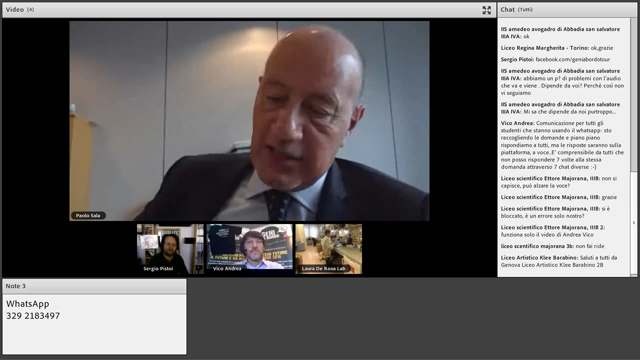 Video (4)
Paolo Sala
Sergio Pistoi
Vico Andrea
Laura De Rosa Lab
Note 3
WhatsApp
329 2183497
Chat (Tutti)
IIS amedeo avogadro di Abbadia san salvatore
IIIA IVA: ok
Liceo Regina Margherita - Torino: ok,grazie
Sergio Pistoi: facebook.com/geniabordotour
IIS amedeo avogadro di Abbadia san salvatore
IIIA IVA: abbiamo un p? di problemi con l'audio
che va e viene . Dipende da voi? Perchè cosi non
vi seguiamo
IIS amedeo avogadro di Abbadia san salvatore
IIIA IVA: Mi sa che dipende da noi purtroppo...
Vico Andrea: Comunicazione per tutti gli
studenti che stanno usando il whatsapp: sto
raccogliendo le domande e piano piano
rispondiamo a tutti, ma le risposte saranno sulla
piattaforma, a voce..E' comprensibile da tutti che
non posso rispondere 7 volte alla stessa
domanda attraverso 7 chat diverse :-)
Liceo scientifico Ettore Majorana, IIIB: non si
capisce, può alzare la voce?
Liceo scientifico Ettore Majorana, IIIB: grazie
Liceo scientifico Ettore Majorana, IIIB: si è
bloccato, è un errore solo nostro?
Liceo scientifico Ettore Majorana, IIIB 2:
funziona solo il video di Andrea Vico
liceo scientifico majorana 3b: non fai ride
Liceo Artistico Klee Barabino: Saluti a tutti da
Genova Liceo Artistico Klee Barabino 2B